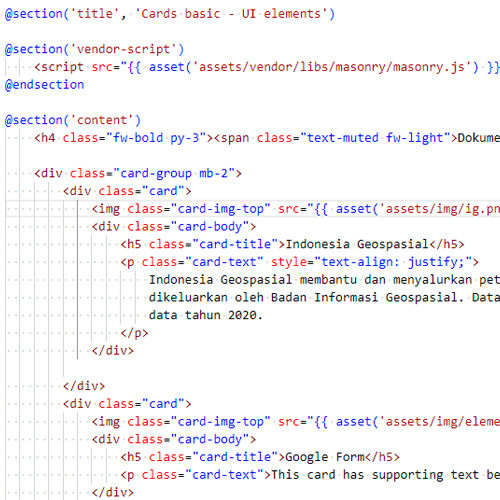 @section('title', 'Cards basic - UI elements')
@section('vendor-script')
<script src="{{ asset('assets/vendor/libs/masonry/masonry.js') }}
@endsection
@section('content')
<h4 class="fw-bold py-3"><span class="text-muted fw-light">Dokume
<div class="card-group mb-2">
<div class="card">
<img class="card-img-top" src="{{ asset('assets/img/ig.pn
<div class="card-body">
<h5 class="card-title">Indonesia Geospasial</h5>
<p class="card-text" style="text-align: justify;">
Indonesia Geospasial membantu dan menyalurkan pet
dikeluarkan oleh Badan Informasi Geospasial. Data
data tahun 2020.
</p>
</div>
</div>
<div class="card">
<img class="card-img-top" src="{{ asset('assets/img/eleme
<div class="card-body">
<h5 class="card-title">Google Form</h5>
<p class="card-text">This card has supporting text be
</div>